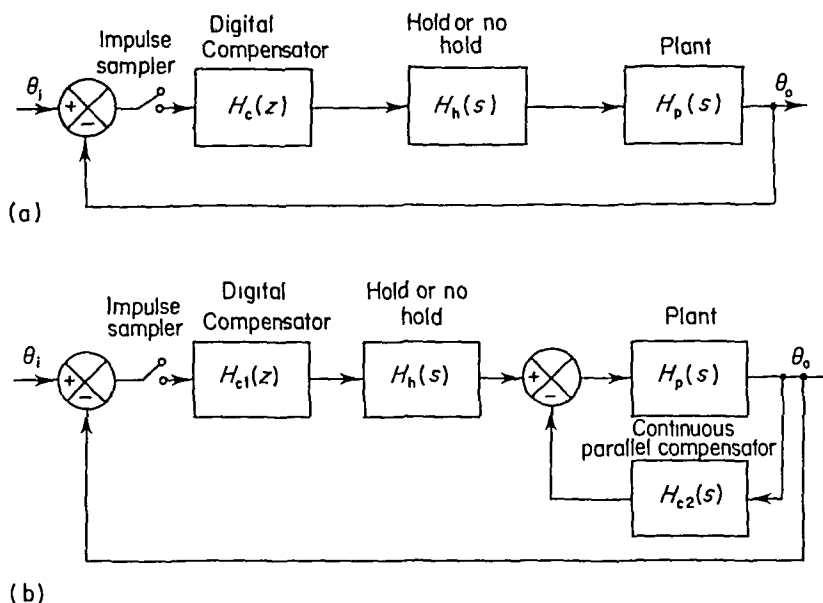 Digital
Compensator
Hold or no
hold
Plant
Impulse
sampler
θi
+
−
Hc(z)
Hh(s)
Hp(s)
θo
(a)
Digital
Compensator
Hold or no
hold
Plant
Impulse
sampler
θi
+
−
Hc1(z)
Hh(s)
+
−
Hp(s)
θo
Continuous
parallel compensator
Hc2(s)
(b)